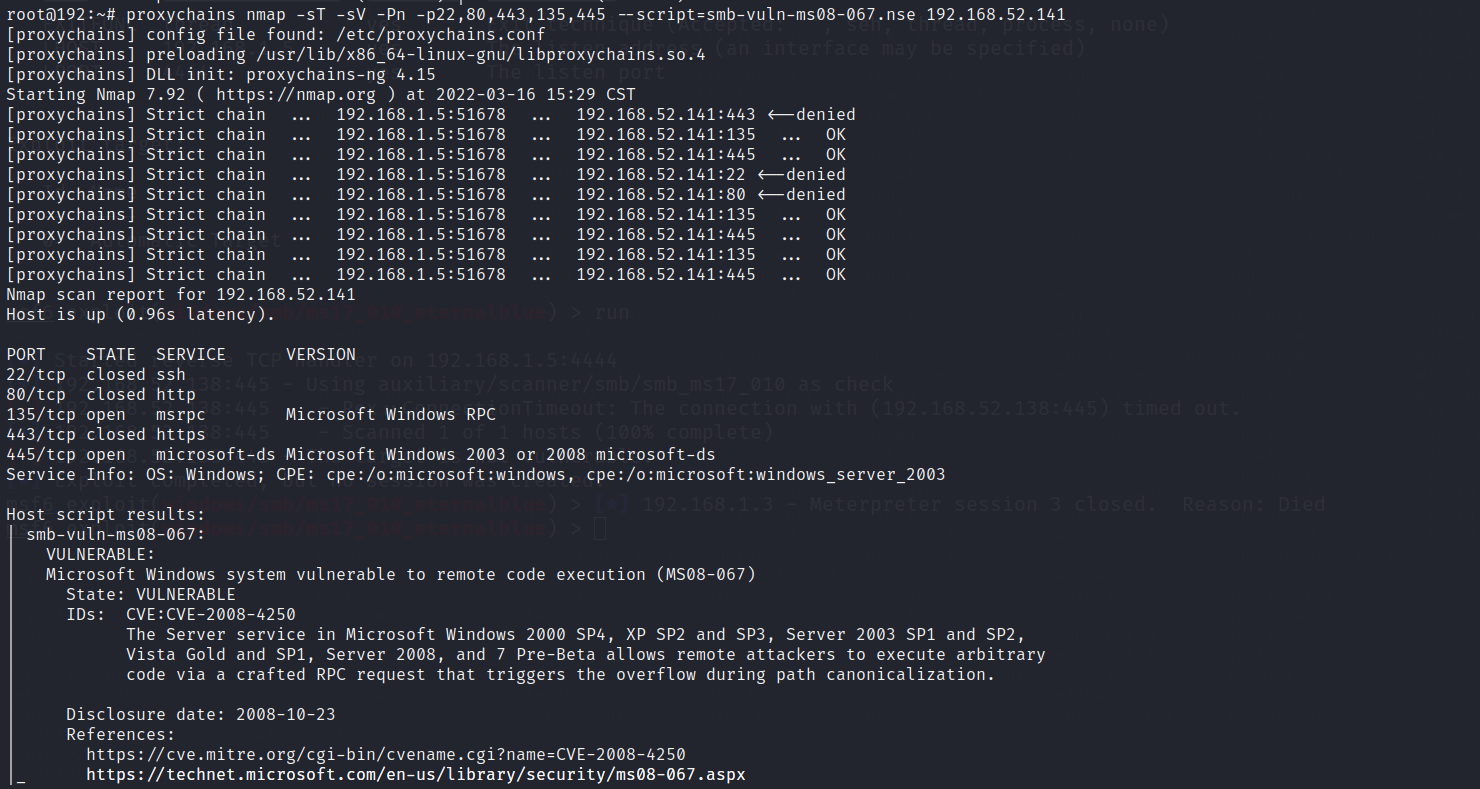 root@192:~# proxychains nmap -sT -sV -Pn -p22,80,443,135,445 --script=smb-vuln-ms08-067.nse 192.168.52.141
[proxychains] config file found: /etc/proxychains.conf
[proxychains] preloading /usr/lib/x86_64-linux-gnu/libproxychains.so.4
[proxychains] DLL init: proxychains-ng 4.15
Starting Nmap 7.92 ( https://nmap.org ) at 2022-03-16 15:29 CST
[proxychains] Strict chain  ...  192.168.1.5:51678  ...  192.168.52.141:443 <--denied
[proxychains] Strict chain  ...  192.168.1.5:51678  ...  192.168.52.141:135  ...  OK
[proxychains] Strict chain  ...  192.168.1.5:51678  ...  192.168.52.141:445  ...  OK
[proxychains] Strict chain  ...  192.168.1.5:51678  ...  192.168.52.141:22 <--denied
[proxychains] Strict chain  ...  192.168.1.5:51678  ...  192.168.52.141:80 <--denied
[proxychains] Strict chain  ...  192.168.1.5:51678  ...  192.168.52.141:135  ...  OK
[proxychains] Strict chain  ...  192.168.1.5:51678  ...  192.168.52.141:445  ...  OK
[proxychains] Strict chain  ...  192.168.1.5:51678  ...  192.168.52.141:135  ...  OK
[proxychains] Strict chain  ...  192.168.1.5:51678  ...  192.168.52.141:445  ...  OK
Nmap scan report for 192.168.52.141
Host is up (0.96s latency).
PORT    STATE  SERVICE      VERSION
22/tcp  closed ssh
80/tcp  closed http
135/tcp open   msrpc        Microsoft Windows RPC
443/tcp closed https
445/tcp open   microsoft-ds Microsoft Windows 2003 or 2008 microsoft-ds
Service Info: OS: Windows; CPE: cpe:/o:microsoft:windows, cpe:/o:microsoft:windows_server_2003
Host script results:
| smb-vuln-ms08-067:
|   VULNERABLE:
|   Microsoft Windows system vulnerable to remote code execution (MS08-067)
|     State: VULNERABLE
|     IDs:  CVE:CVE-2008-4250
|           The Server service in Microsoft Windows 2000 SP4, XP SP2 and SP3, Server 2003 SP1 and SP2,
|           Vista Gold and SP1, Server 2008, and 7 Pre-Beta allows remote attackers to execute arbitrary
|           code via a crafted RPC request that triggers the overflow during path canonicalization.
|
|     Disclosure date: 2008-10-23
|     References:
|       https://cve.mitre.org/cgi-bin/cvename.cgi?name=CVE-2008-4250
|_      https://technet.microsoft.com/en-us/library/security/ms08-067.aspx